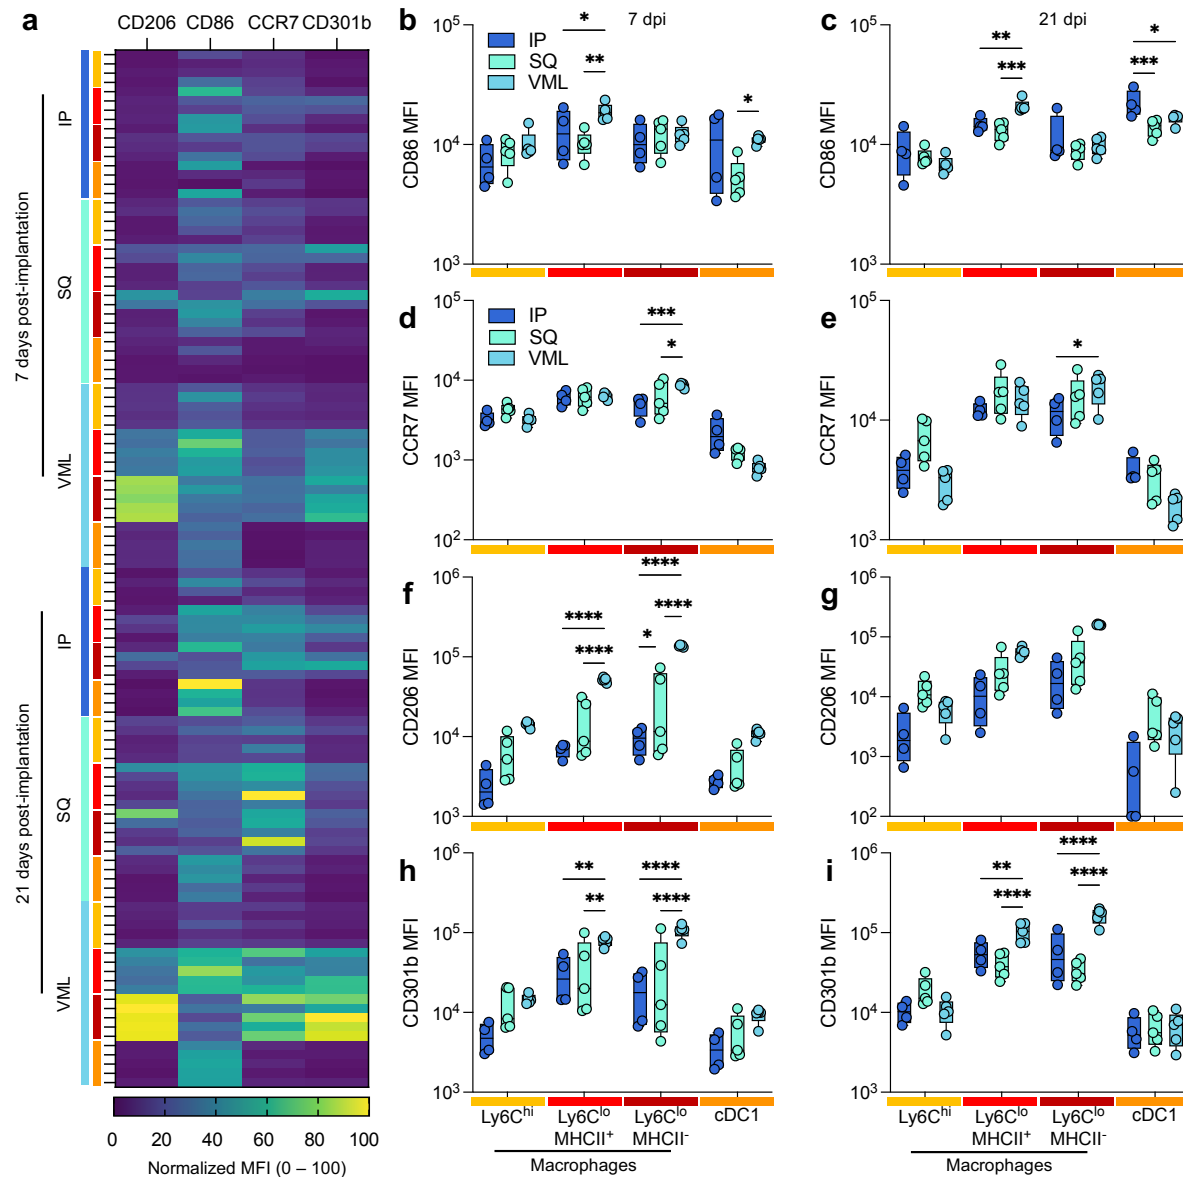 a
CD206 CD86 CCR7 CD301b
7 days post-implantation
IP
SQ
VML
21 days post-implantation
IP
SQ
VML
0 20 40 60 80 100
Normalized MFI (0 – 100)
b
7 dpi
IP
SQ
VML
CD86 MFI
10⁵
10⁴
10³
* ** *
c
21 dpi
CD86 MFI
10⁵
10⁴
10³
** *** * ***
d
IP
SQ
VML
CCR7 MFI
10⁵
10⁴
10³
10²
*** *
e
CCR7 MFI
10⁵
10⁴
10³
*
f
CD206 MFI
10⁶
10⁵
10⁴
10³
**** **** **** **** *
g
CD206 MFI
10⁶
10⁵
10⁴
10³
10²
h
CD301b MFI
10⁶
10⁵
10⁴
10³
** ** **** ****
Ly6Cʰⁱ Ly6Cˡᵒ Ly6Cˡᵒ cDC1
MHCII⁺ MHCII⁻
Macrophages
i
CD301b MFI
10⁶
10⁵
10⁴
10³
** **** **** ****
Ly6Cʰⁱ Ly6Cˡᵒ Ly6Cˡᵒ cDC1
MHCII⁺ MHCII⁻
Macrophages